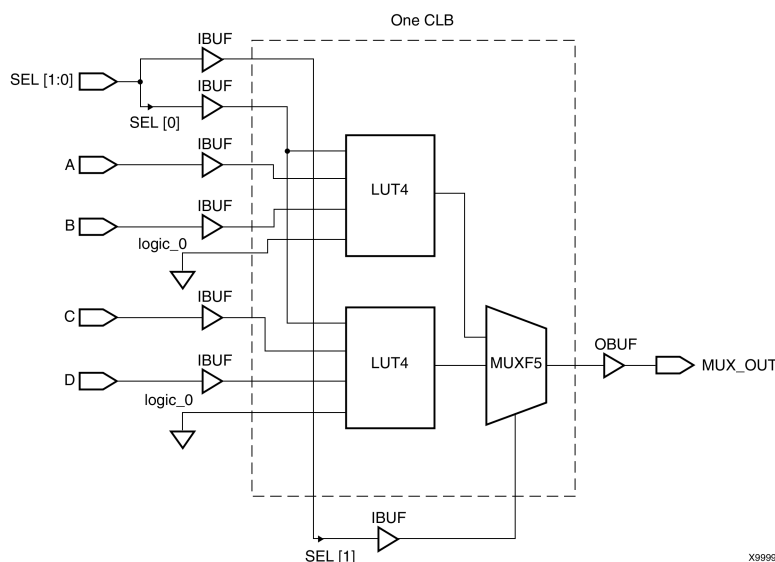 One CLB
IBUF
SEL [1:0]
IBUF
SEL [0]
IBUF
A
LUT4
IBUF
B
logic_0
IBUF
C
LUT4
MUXF5
OBUF
MUX_OUT
IBUF
D
logic_0
IBUF
SEL [1]
X9999